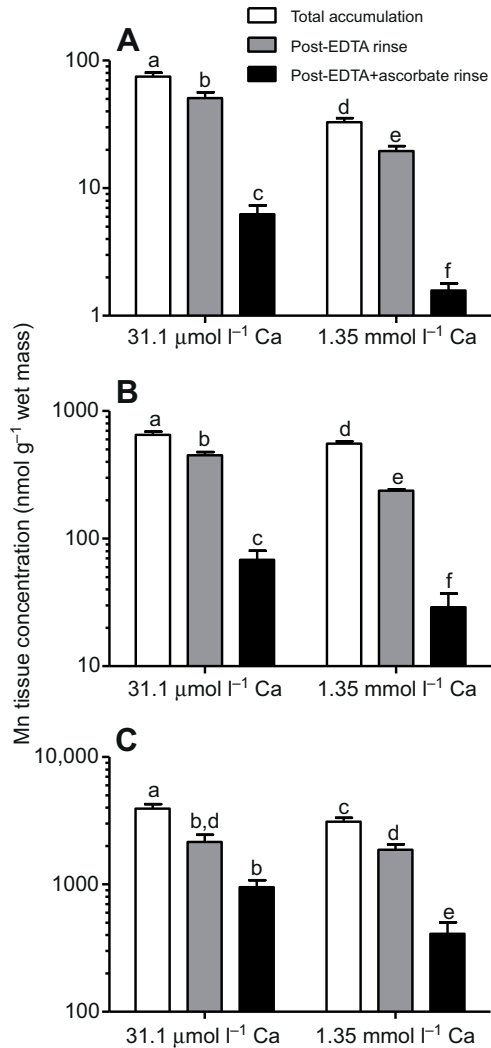 Total accumulation
Post-EDTA rinse
Post-EDTA+ascorbate rinse
Mn tissue concentration (nmol g⁻¹ wet mass)
A
100
10
1
a
b
c
d
e
f
31.1 μmol l⁻¹ Ca
1.35 mmol l⁻¹ Ca
B
1000
100
10
a
b
c
d
e
f
31.1 μmol l⁻¹ Ca
1.35 mmol l⁻¹ Ca
C
10,000
1000
100
a
b,d
b
c
d
e
31.1 μmol l⁻¹ Ca
1.35 mmol l⁻¹ Ca